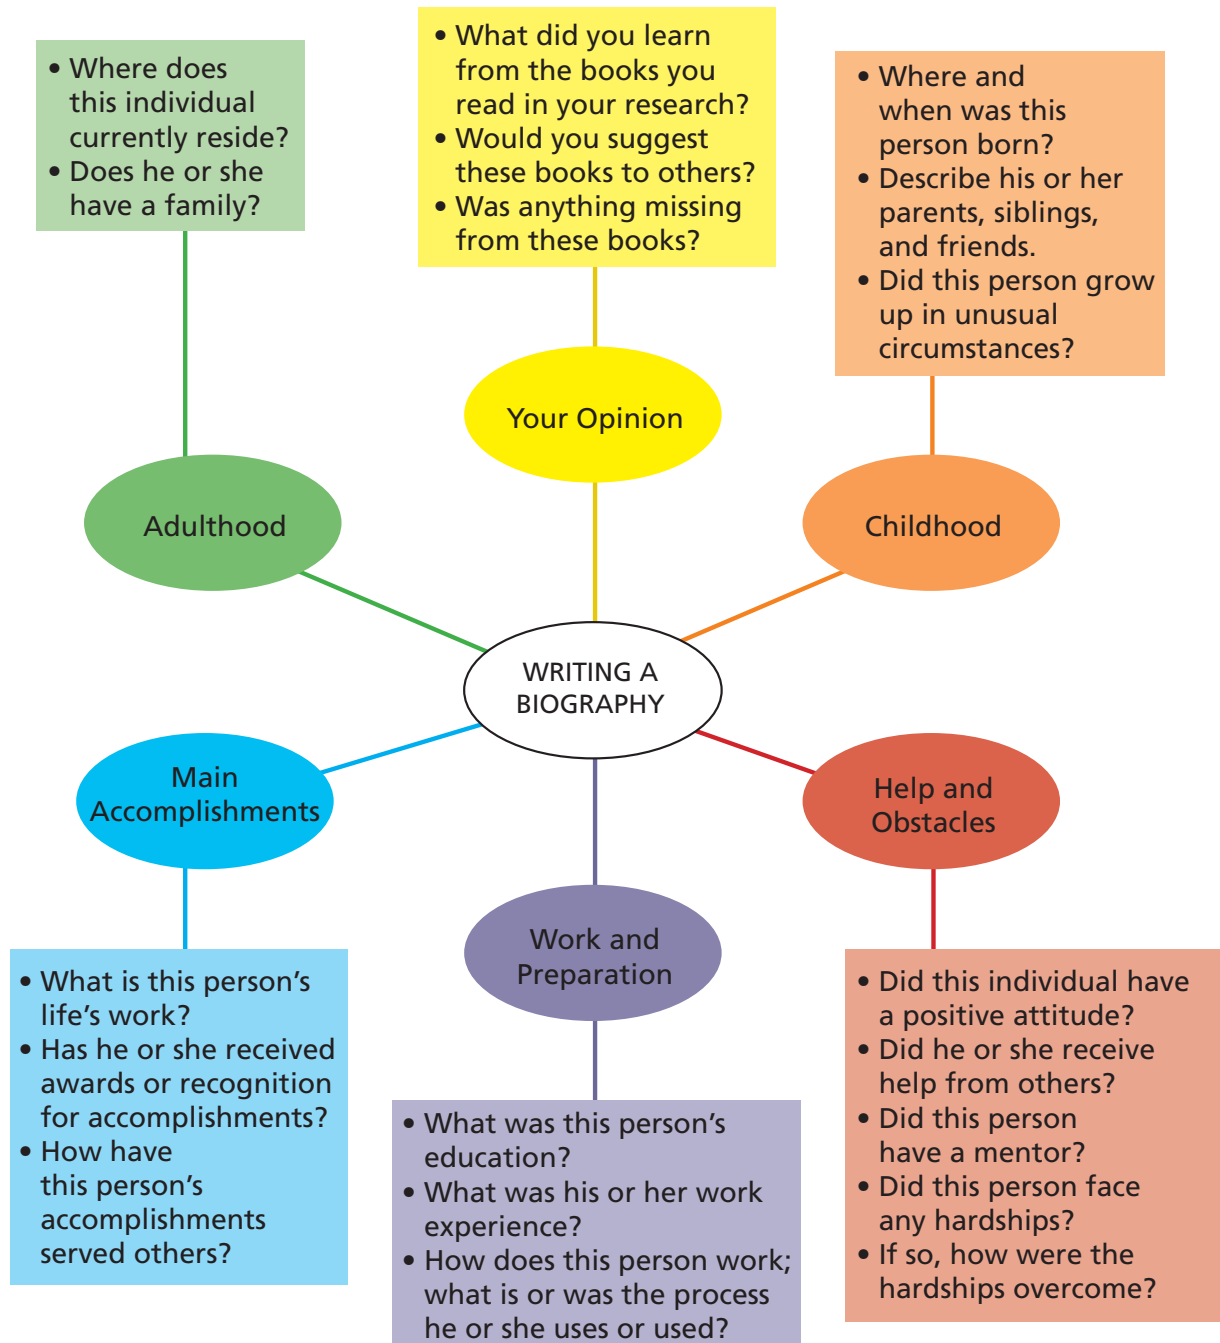 • Where does
this individual
currently reside?
• Does he or she
have a family?
Adulthood
• What did you learn
from the books you
read in your research?
• Would you suggest
these books to others?
• Was anything missing
from these books?
Your Opinion
• Where and
when was this
person born?
• Describe his or her
parents, siblings,
and friends.
• Did this person grow
up in unusual
circumstances?
Childhood
WRITING A
BIOGRAPHY
Main
Accomplishments
• What is this person’s
life’s work?
• Has he or she received
awards or recognition
for accomplishments?
• How have
this person’s
accomplishments
served others?
Work and
Preparation
• What was this person’s
education?
• What was his or her work
experience?
• How does this person work;
what is or was the process
he or she uses or used?
Help and
Obstacles
• Did this individual have
a positive attitude?
• Did he or she receive
help from others?
• Did this person
have a mentor?
• Did this person face
any hardships?
• If so, how were the
hardships overcome?